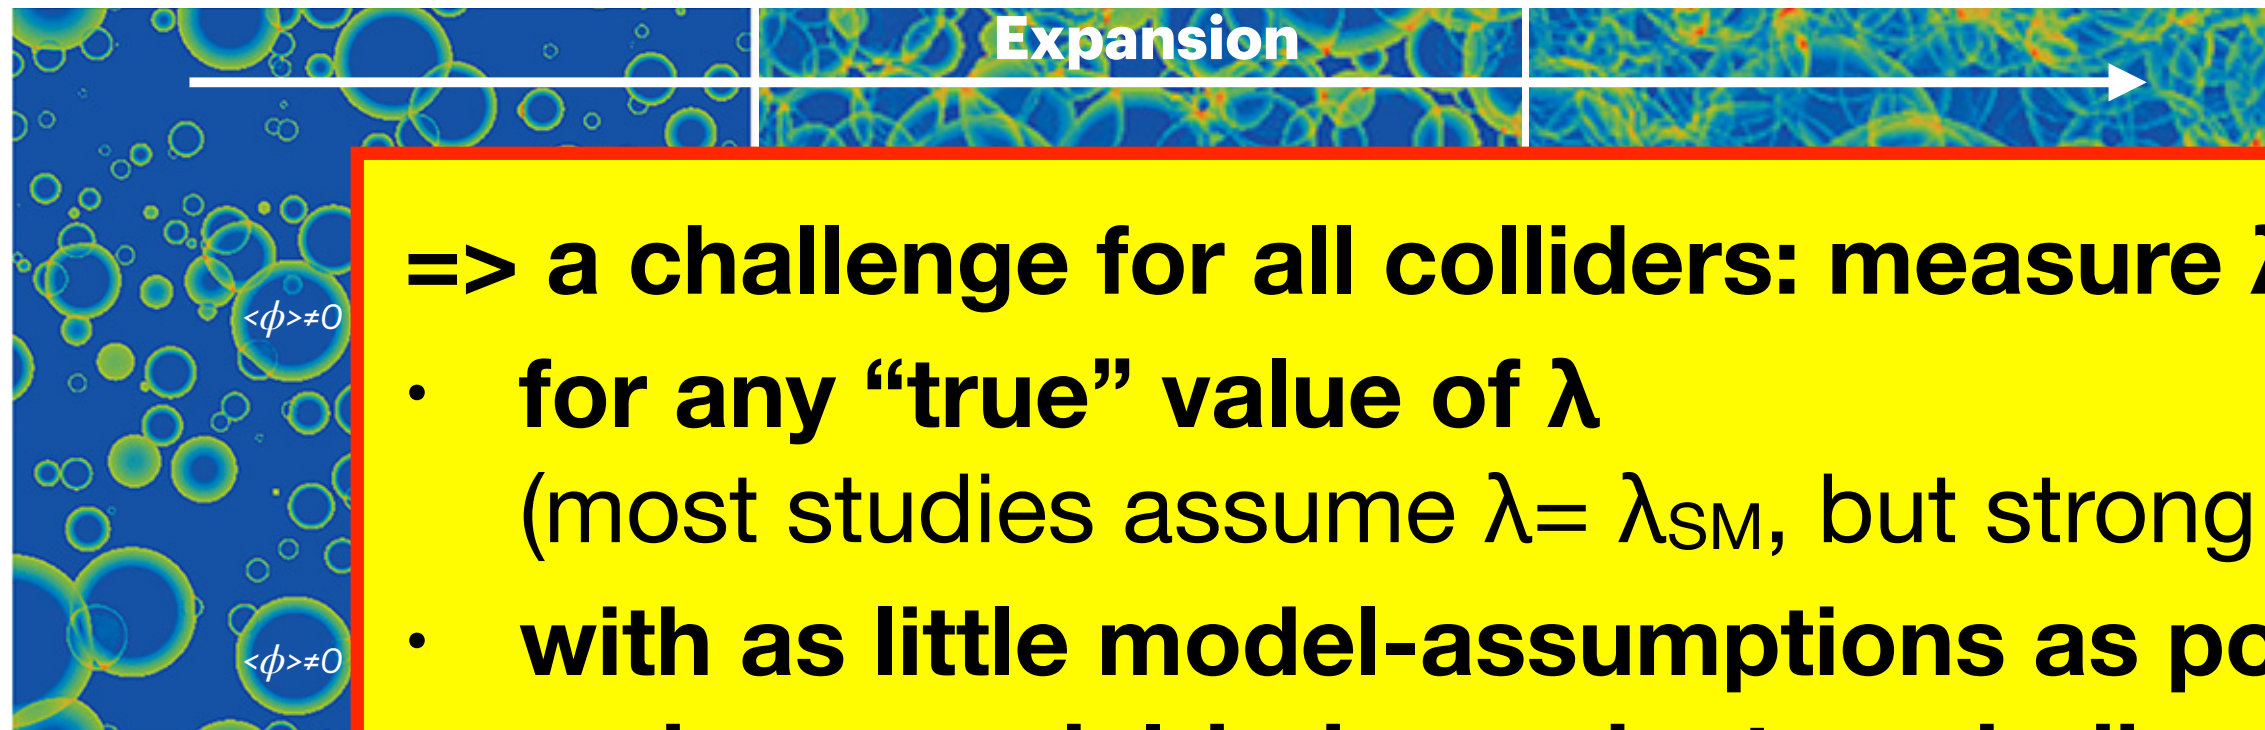 Expansion
=> a challenge for all colliders: measure λ
• for any “true” value of λ
(most studies assume λ= λSM, but strong
• with as little model-assumptions as po
<ϕ>≠0
<ϕ>≠0